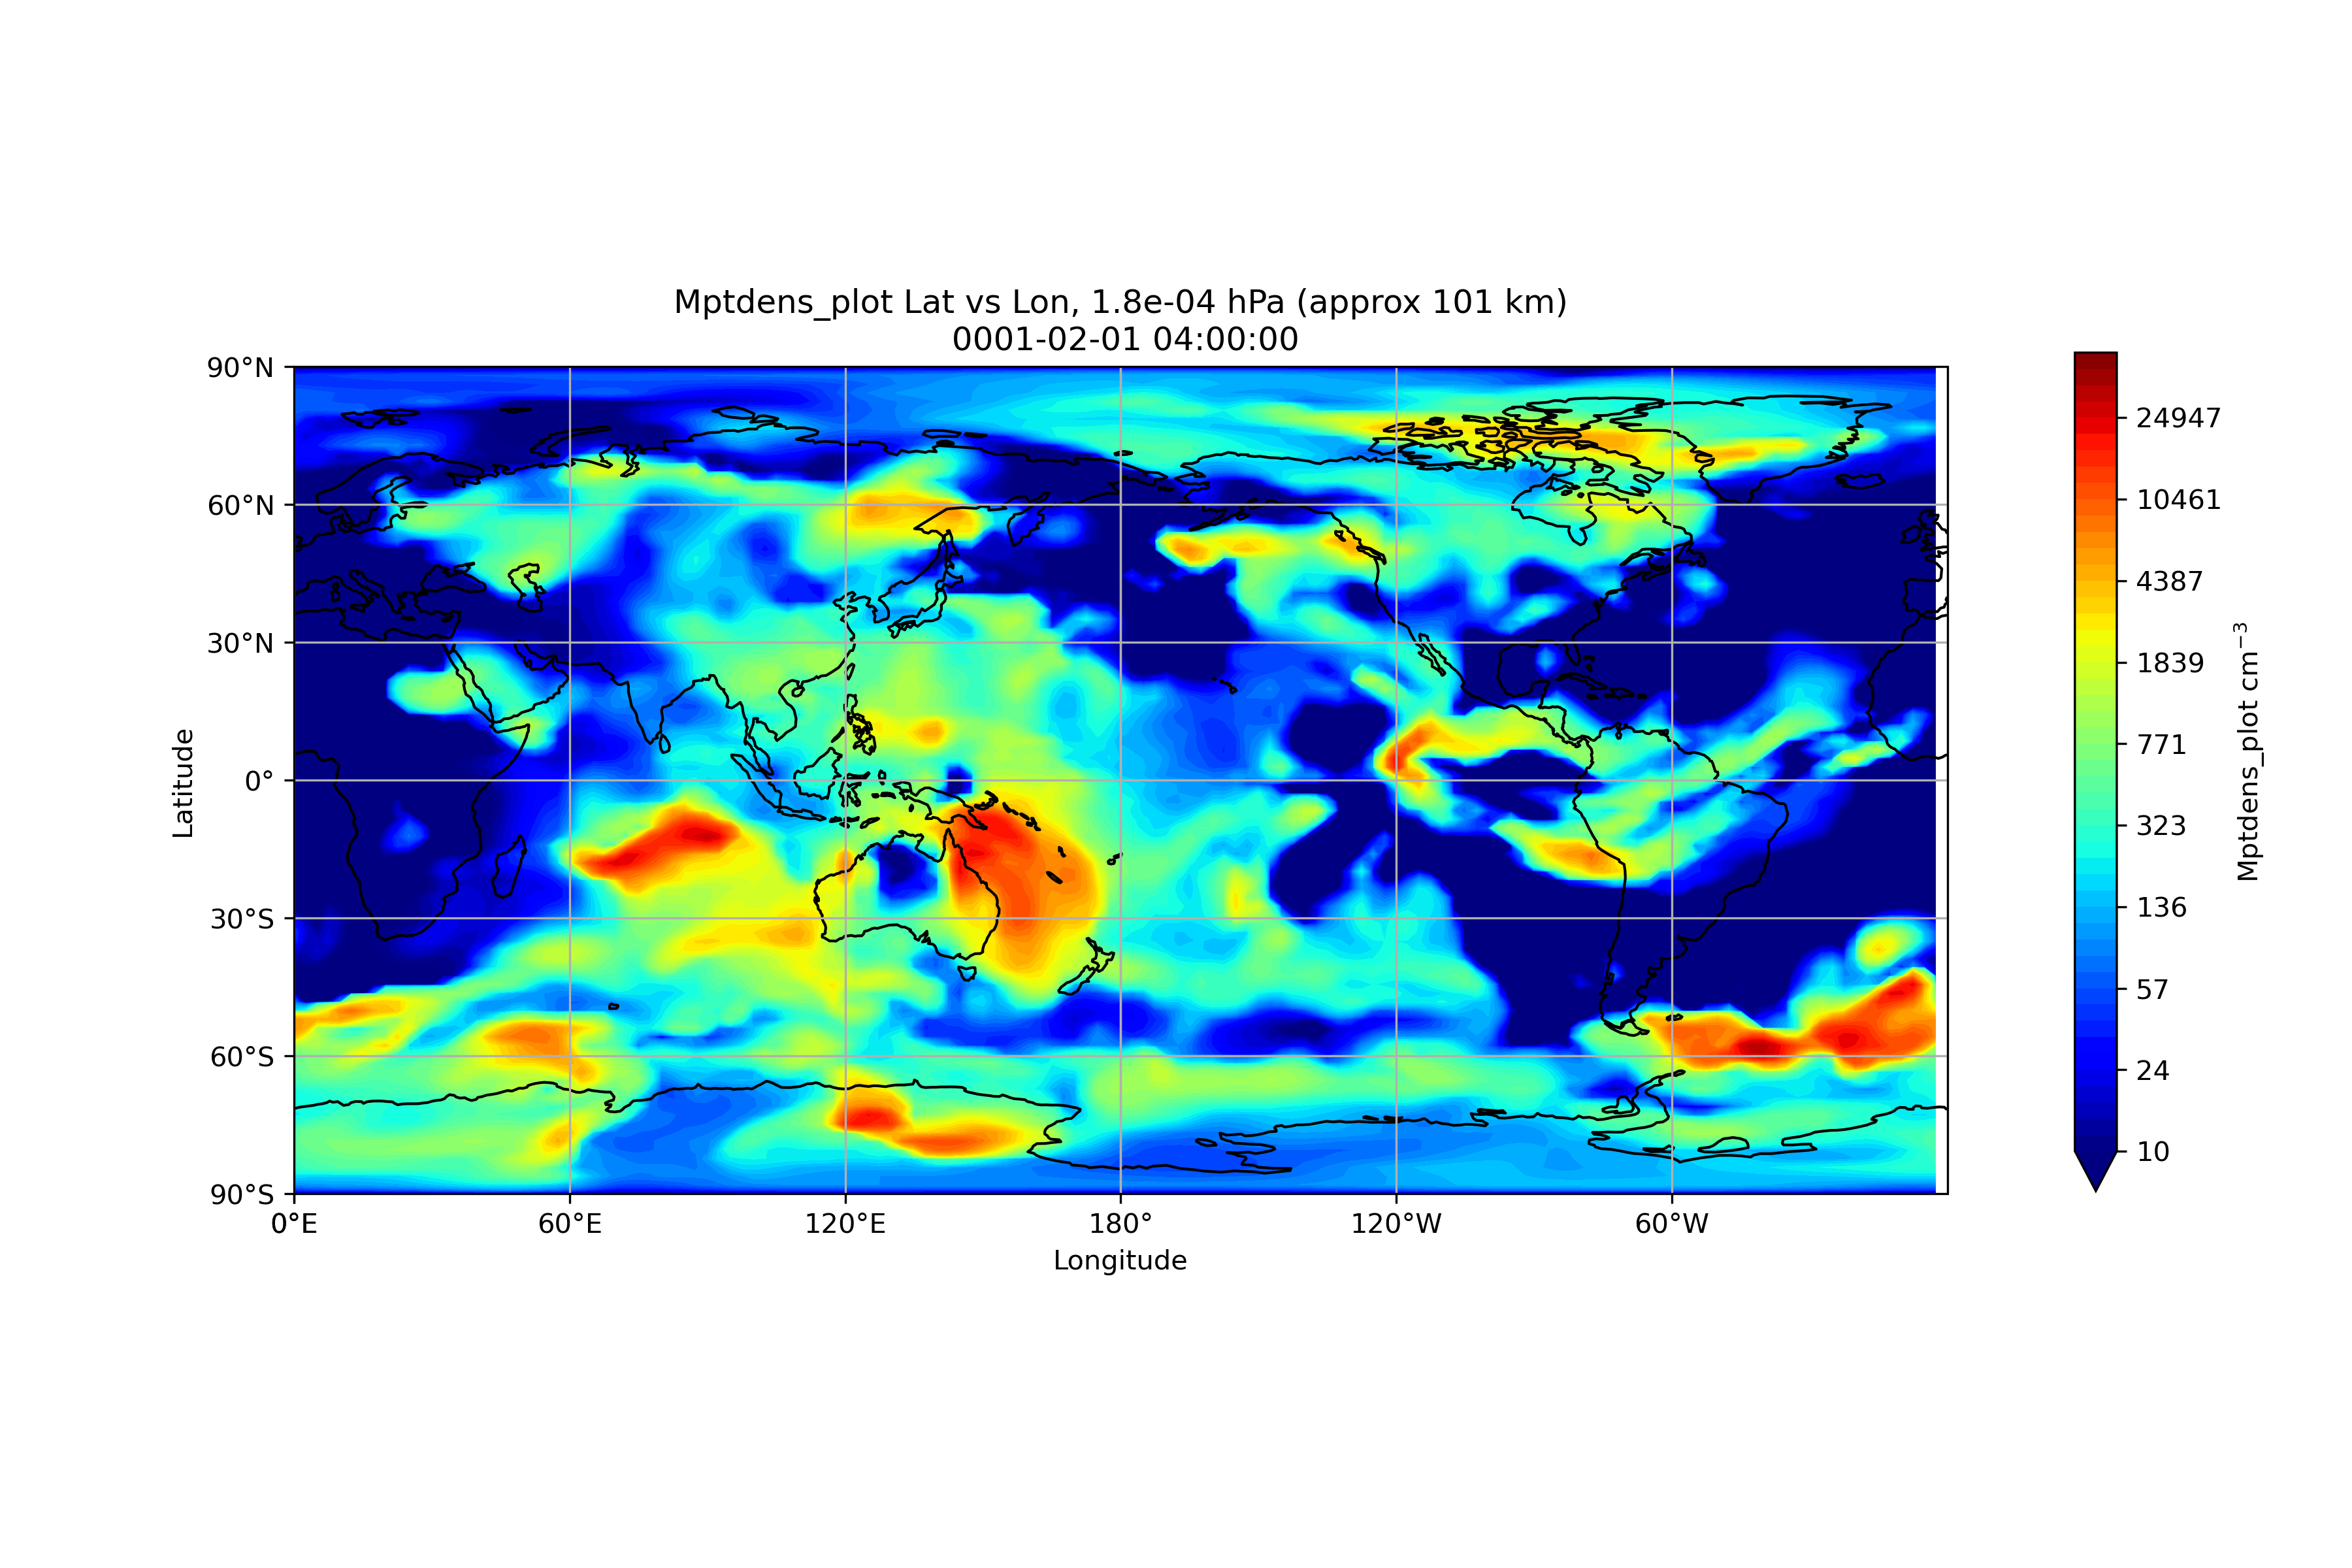 Mptdens_plot Lat vs Lon, 1.8e-04 hPa (approx 101 km)
0001-02-01 04:00:00
90°N
60°N
30°N
0°
30°S
60°S
90°S
Latitude
0°E
60°E
120°E
180°
120°W
60°W
Longitude
24947
10461
4387
1839
771
323
136
57
24
10
Mptdens_plot cm⁻³